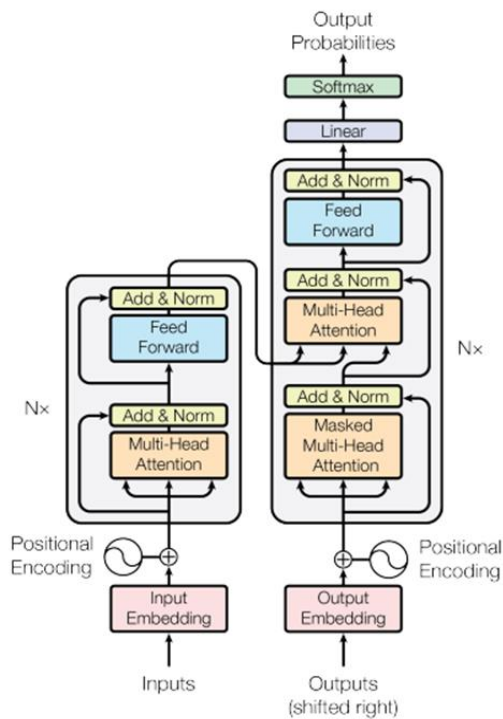 Output
Probabilities
Softmax
Linear
Add & Norm
Feed
Forward
Add & Norm
Multi-Head
Attention
Nx
Add & Norm
Masked
Multi-Head
Attention
Positional
Encoding
Output
Embedding
Outputs
(shifted right)
Add & Norm
Feed
Forward
Nx
Add & Norm
Multi-Head
Attention
Positional
Encoding
Input
Embedding
Inputs